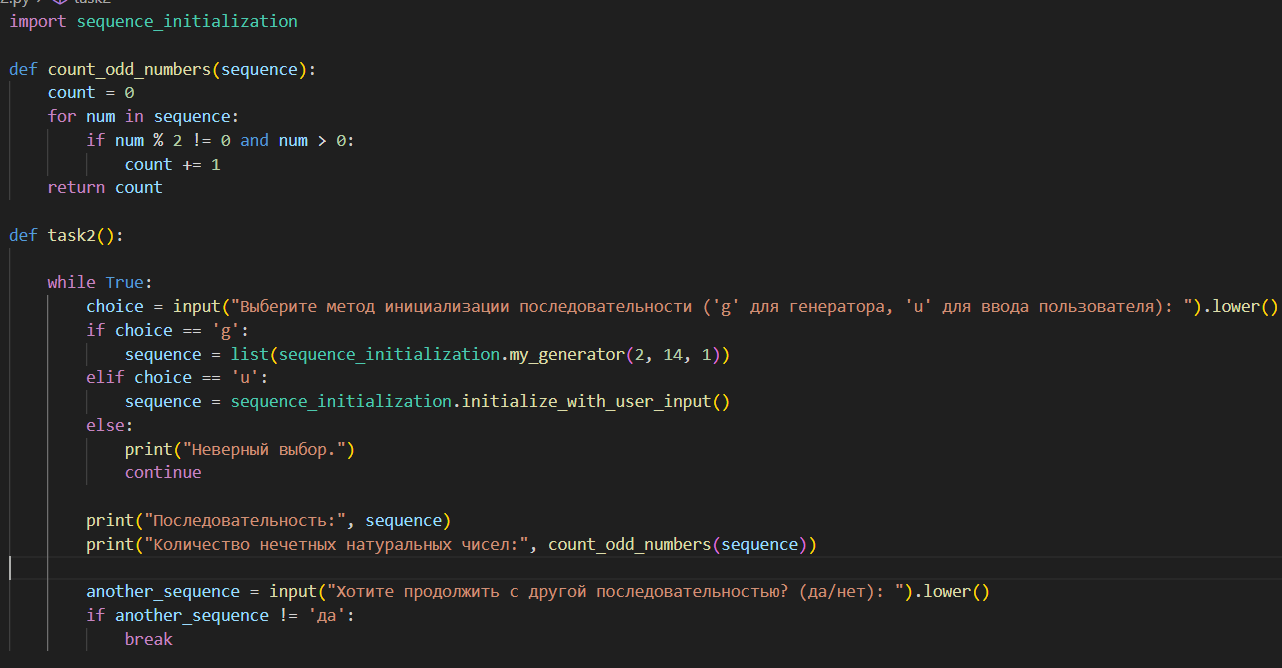 2.py > task2
import sequence_initialization
def count_odd_numbers(sequence):
    count = 0
    for num in sequence:
        if num % 2 != 0 and num > 0:
            count += 1
    return count
def task2():
    while True:
        choice = input("Выберите метод инициализации последовательности ('g' для генератора, 'u' для ввода пользователя): ").lower()
        if choice == 'g':
            sequence = list(sequence_initialization.my_generator(2, 14, 1))
        elif choice == 'u':
            sequence = sequence_initialization.initialize_with_user_input()
        else:
            print("Неверный выбор.")
            continue
        print("Последовательность:", sequence)
        print("Количество нечетных натуральных чисел:", count_odd_numbers(sequence))
        another_sequence = input("Хотите продолжить с другой последовательностью? (да/нет): ").lower()
        if another_sequence != 'да':
            break